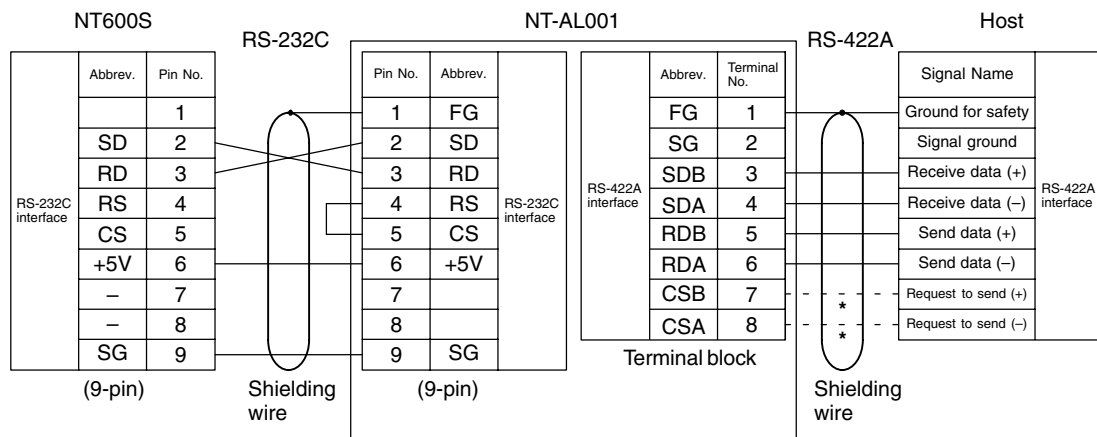 NT600S
RS-232C
NT-AL001
RS-422A
Host
RS-232C
interface
Abbrev. Pin No.
1
SD 2
RD 3
RS 4
CS 5
+5V 6
– 7
– 8
SG 9
(9-pin)
Shielding
wire
Pin No. Abbrev.
1 FG
2 SD
3 RD
4 RS
5 CS
6 +5V
7
8
9 SG
RS-232C
interface
(9-pin)
RS-422A
interface
Abbrev. Terminal
No.
FG 1
SG 2
SDB 3
SDA 4
RDB 5
RDA 6
CSB 7
CSA 8
Terminal block
*
*
Shielding
wire
Signal Name
Ground for safety
Signal ground
Receive data (+)
Receive data (–)
Send data (+)
Send data (–)
Request to send (+)
Request to send (–)
RS-422A
interface